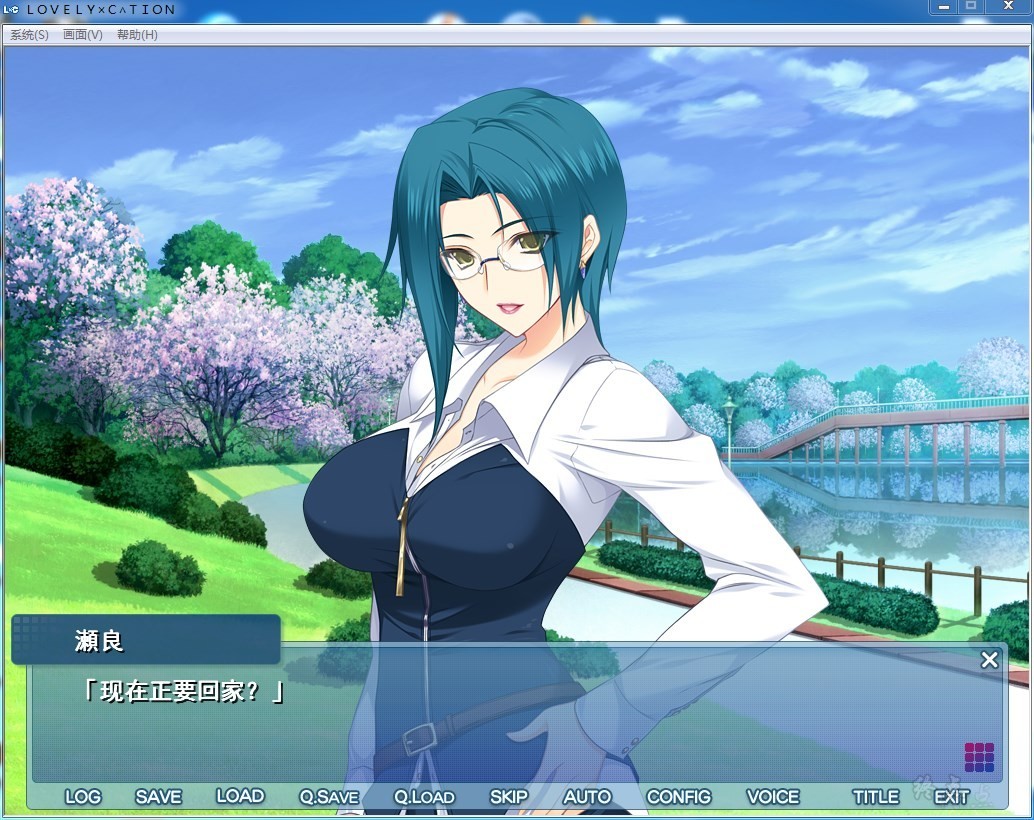 LOVELY×CΛTION
系统(S) 画面(V) 帮助(H)
瀬良
「现在正要回家？」
LOG SAVE LOAD Q.SAVE Q.LOAD SKIP AUTO CONFIG VOICE TITLE EXIT